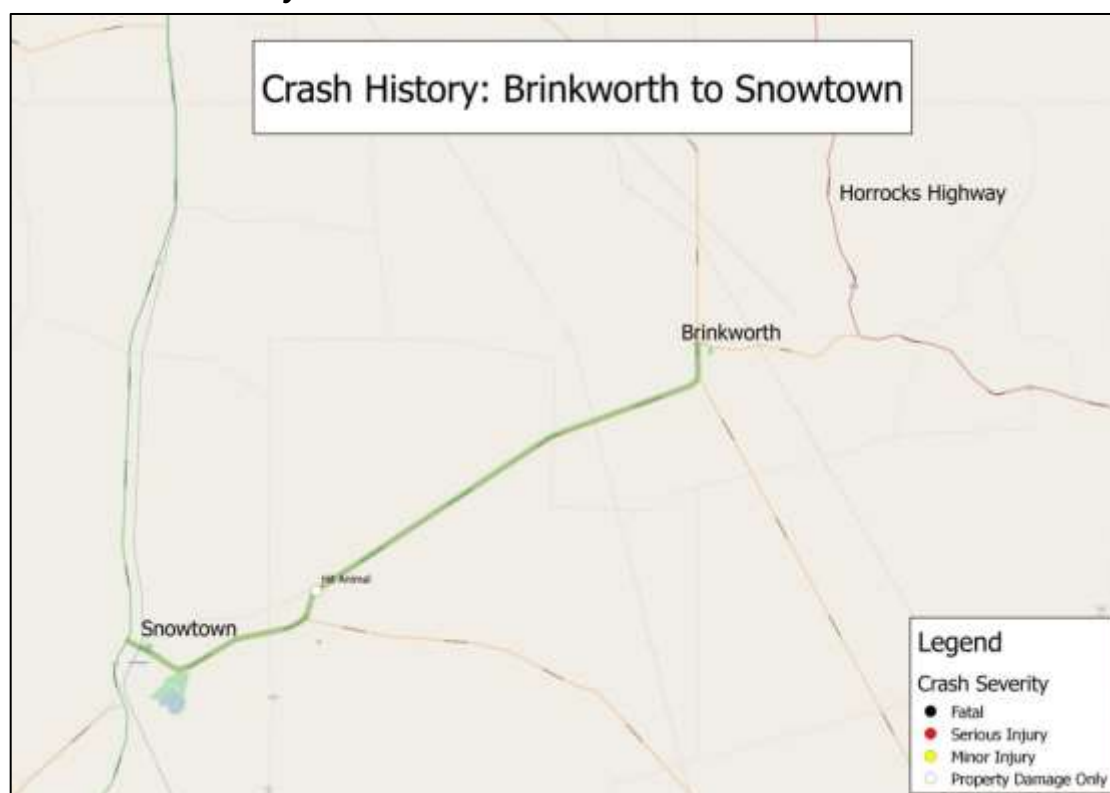 Crash History: Brinkworth to Snowtown
Horrocks Highway
Brinkworth
Hit Animal
Snowtown
Legend
Crash Severity
Fatal
Serious Injury
Minor Injury
Property Damage Only